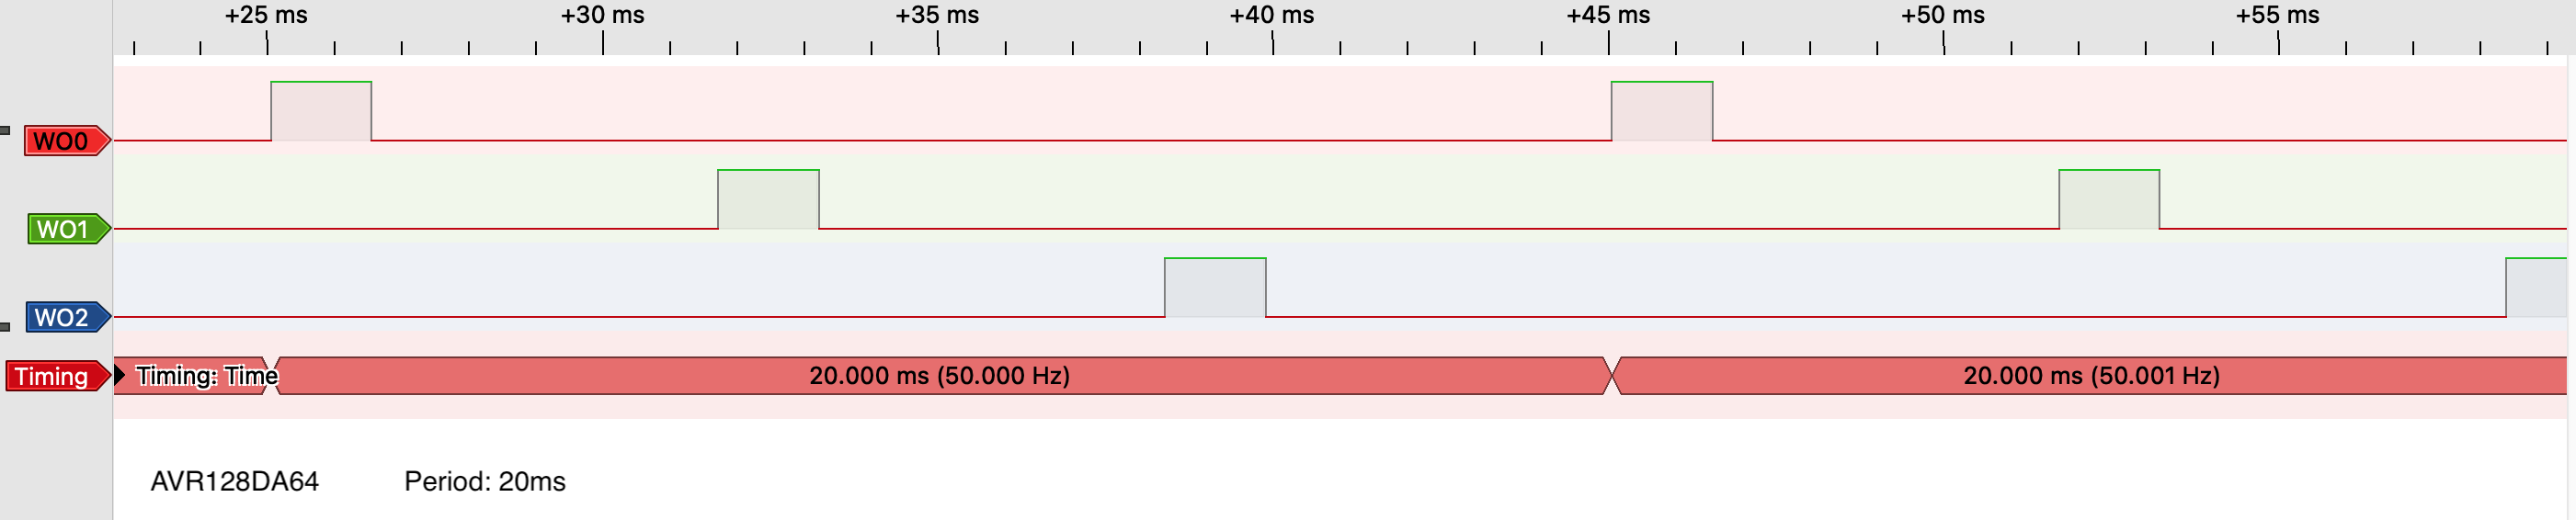 +25 ms +30 ms +35 ms +40 ms +45 ms +50 ms +55 ms
WO0
WO1
WO2
Timing Timing: Time 20.000 ms (50.000 Hz) 20.000 ms (50.001 Hz)
AVR128DA64 Period: 20ms